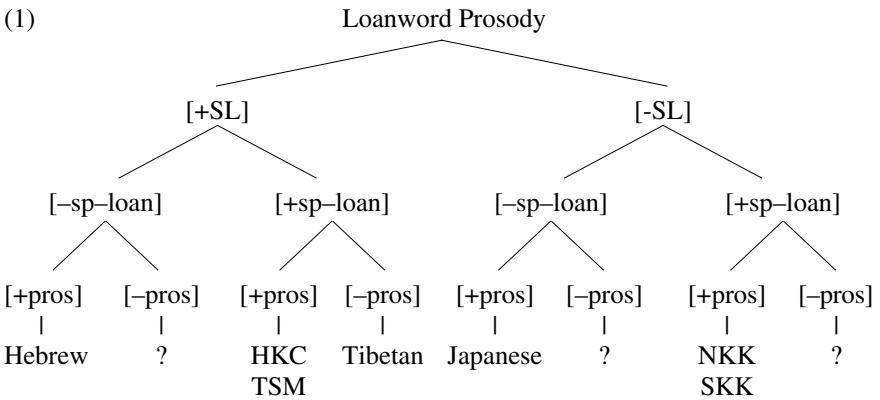 (1) Loanword Prosody
[+SL] [-SL]
[–sp–loan] [+sp–loan] [–sp–loan] [+sp–loan]
[+pros] [–pros] [+pros] [–pros] [+pros] [–pros] [+pros] [–pros]
Hebrew ? HKC Tibetan Japanese ? NKK ?
TSM SKK